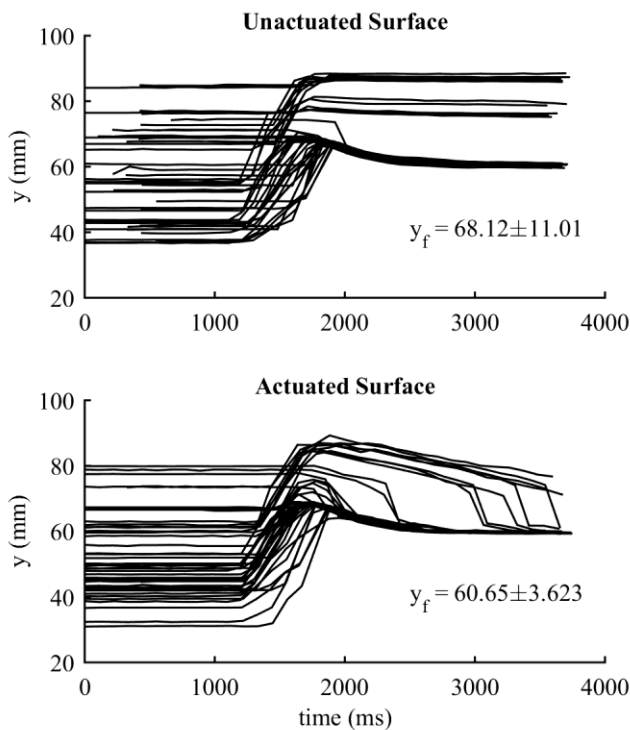 Unactuated Surface
100
80
60
40
20
y (mm)
y_f = 68.12±11.01
0 1000 2000 3000 4000
Actuated Surface
100
80
60
40
20
y (mm)
y_f = 60.65±3.623
0 1000 2000 3000 4000
time (ms)